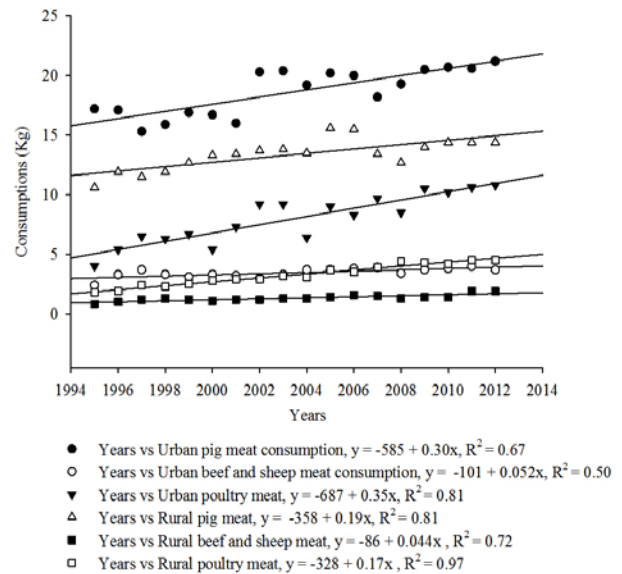 25
20
15
10
5
0
Consumptions (Kg)
1994 1996 1998 2000 2002 2004 2006 2008 2010 2012 2014
Years
Years vs Urban pig meat consumption, y = -585 + 0.30x, R² = 0.67
Years vs Urban beef and sheep meat consumption, y = -101 + 0.052x, R² = 0.50
Years vs Urban poultry meat, y = -687 + 0.35x, R² = 0.81
Years vs Rural pig meat, y = -358 + 0.19x, R² = 0.81
Years vs Rural beef and sheep meat, y = -86 + 0.044x , R² = 0.72
Years vs Rural poultry meat, y = -328 + 0.17x , R² = 0.97